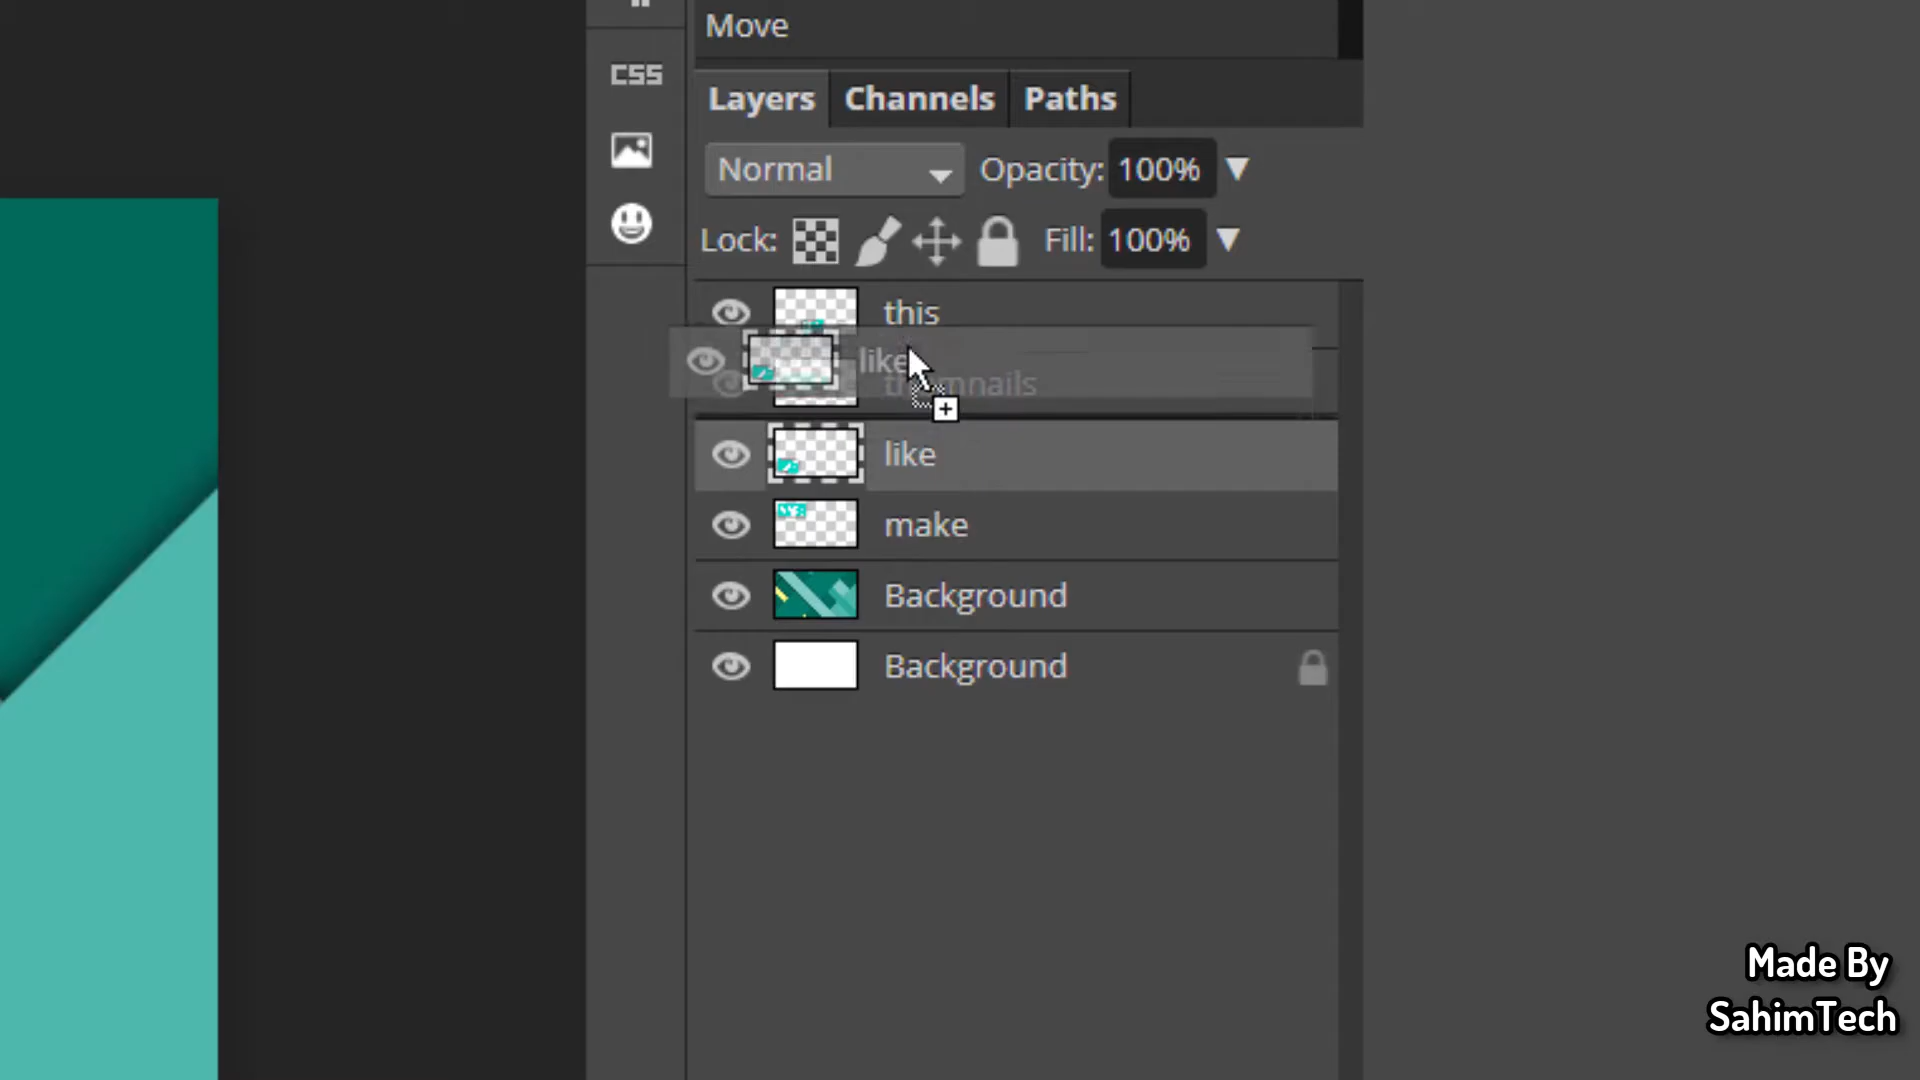 Move
CSS
Layers Channels Paths
Normal Opacity: 100%
Lock: Fill: 100%
this
like
like
make
Background
Background
Made By
SahimTech